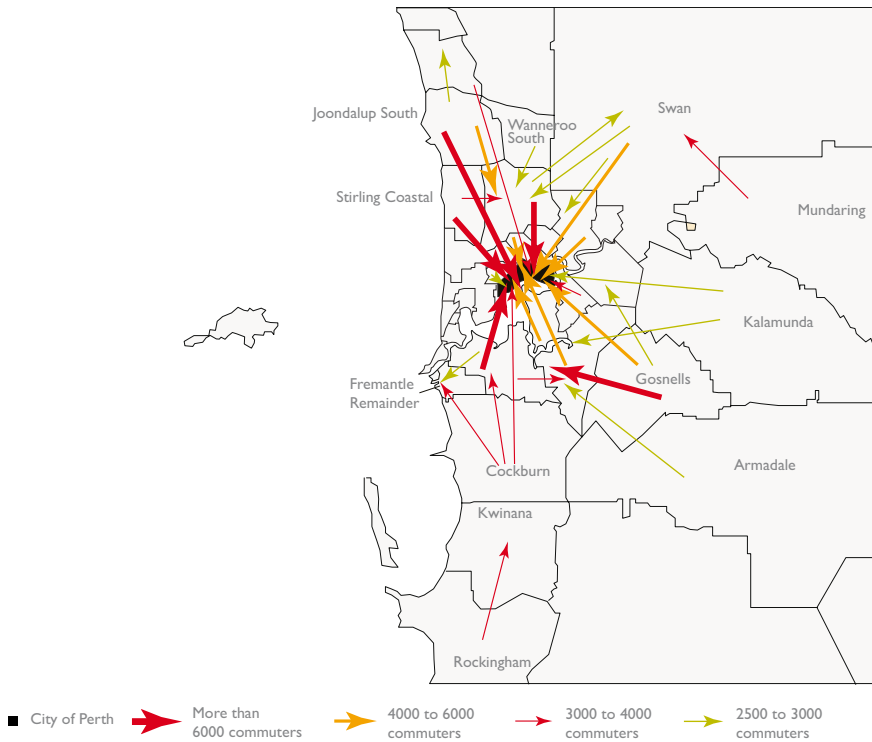 Joondalup South
Wanneroo
South
Swan
Stirling Coastal
Mundaring
Kalamunda
Fremantle
Remainder
Gosnells
Cockburn
Armadale
Kwinana
Rockingham
City of Perth
More than
6000 commuters
4000 to 6000
commuters
3000 to 4000
commuters
2500 to 3000
commuters